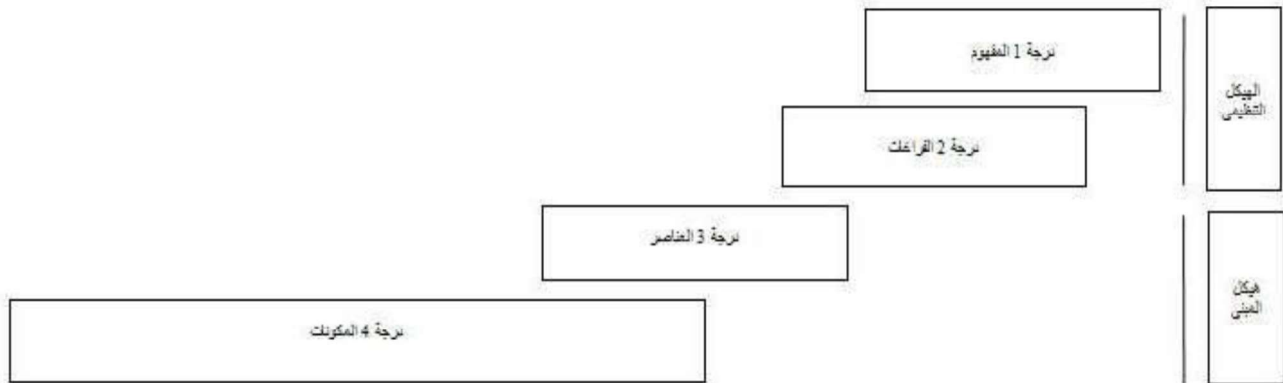 درجة 1 المفهوم
الهيكل
التنظيمي
درجة 2 الفراغات
درجة 3 العناصر
هيكل
المبنى
درجة 4 المكونات